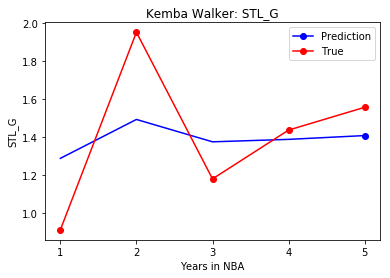 Kemba Walker: STL_G
Prediction
True
STL_G
2.0
1.8
1.6
1.4
1.2
1.0
1 2 3 4 5
Years in NBA